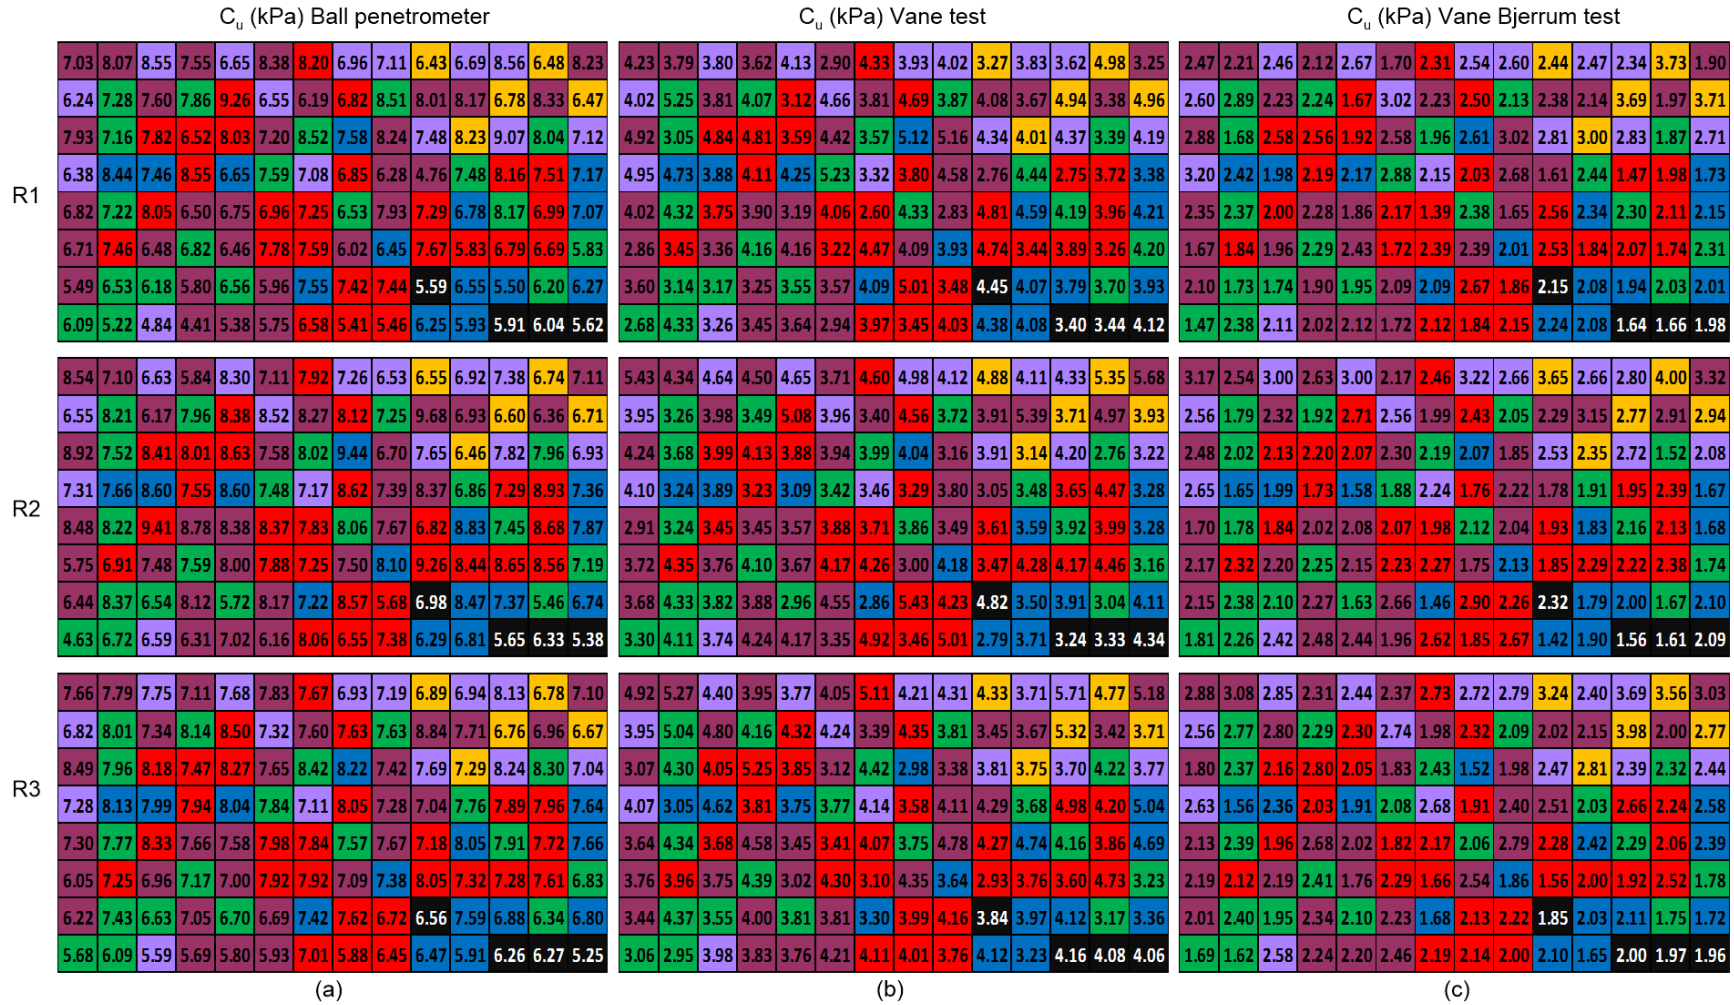 C_u (kPa) Ball penetrometer C_u (kPa) Vane test C_u (kPa) Vane Bjerrum test
7.03 8.07 8.55 7.55 6.65 8.38 8.20 6.96 7.11 6.43 6.69 8.56 6.48 8.23 4.23 3.79 3.80 3.62 4.13 2.90 4.33 3.93 4.02 3.27 3.83 3.62 4.98 3.25 2.47 2.21 2.46 2.12 2.67 1.70 2.31 2.54 2.60 2.44 2.47 2.34 3.73 1.90
6.24 7.28 7.60 7.86 9.26 6.55 6.19 6.82 8.51 8.01 8.17 6.78 8.33 6.47 4.02 5.25 3.81 4.07 3.12 4.66 3.81 4.69 3.87 4.08 3.67 4.94 3.38 4.96 2.60 2.89 2.23 2.24 1.67 3.02 2.23 2.50 2.13 2.38 2.14 3.69 1.97 3.71
7.93 7.16 7.82 6.52 8.03 7.20 8.52 7.58 8.24 7.48 8.23 9.07 8.04 7.12 4.92 3.05 4.84 4.81 3.59 4.42 3.57 5.12 5.16 4.34 4.01 4.37 3.39 4.19 2.88 1.68 2.58 2.56 1.92 2.58 1.96 2.61 3.02 2.81 3.00 2.83 1.87 2.71
6.38 8.44 7.46 8.55 6.65 7.59 7.08 6.85 6.28 4.76 7.48 8.16 7.51 7.17 4.95 4.73 3.88 4.11 4.25 5.23 3.32 3.80 4.58 2.76 4.44 2.75 3.72 3.38 3.20 2.42 1.98 2.19 2.17 2.88 2.15 2.03 2.68 1.61 2.44 1.47 1.98 1.73
R1
6.82 7.22 8.05 6.50 6.75 6.96 7.25 6.53 7.93 7.29 6.78 8.17 6.99 7.07 4.02 4.32 3.75 3.90 3.19 4.06 2.60 4.33 2.83 4.81 4.59 4.19 3.96 4.21 2.35 2.37 2.00 2.28 1.86 2.17 1.39 2.38 1.65 2.56 2.34 2.30 2.11 2.15
6.71 7.46 6.48 6.82 6.46 7.78 7.59 6.02 6.45 7.67 5.83 6.79 6.69 5.83 2.86 3.45 3.36 4.16 4.16 3.22 4.47 4.09 3.93 4.74 3.44 3.89 3.26 4.20 1.67 1.84 1.96 2.29 2.43 1.72 2.39 2.39 2.01 2.53 1.84 2.07 1.74 2.31
5.49 6.53 6.18 5.80 6.56 5.96 7.55 7.42 7.44 5.59 6.55 5.50 6.20 6.27 3.60 3.14 3.17 3.25 3.55 3.57 4.09 5.01 3.48 4.45 4.07 3.79 3.70 3.93 2.10 1.73 1.74 1.90 1.95 2.09 2.09 2.67 1.86 2.15 2.08 1.94 2.03 2.01
6.09 5.22 4.84 4.41 5.38 5.75 6.58 5.41 5.46 6.25 5.93 5.91 6.04 5.62 2.68 4.33 3.26 3.45 3.64 2.94 3.97 3.45 4.03 4.38 4.08 3.40 3.44 4.12 1.47 2.38 2.11 2.02 2.12 1.72 2.12 1.84 2.15 2.24 2.08 1.64 1.66 1.98
8.54 7.10 6.63 5.84 8.30 7.11 7.92 7.26 6.53 6.55 6.92 7.38 6.74 7.11 5.43 4.34 4.64 4.50 4.65 3.71 4.60 4.98 4.12 4.88 4.11 4.33 5.35 5.68 3.17 2.54 3.00 2.63 3.00 2.17 2.46 3.22 2.66 3.65 2.66 2.80 4.00 3.32
6.55 8.21 6.17 7.96 8.38 8.52 8.27 8.12 7.25 9.68 6.93 6.60 6.36 6.71 3.95 3.26 3.98 3.49 5.08 3.96 3.40 4.56 3.72 3.91 5.39 3.71 4.97 3.93 2.56 1.79 2.32 1.92 2.71 2.56 1.99 2.43 2.05 2.29 3.15 2.77 2.91 2.94
8.92 7.52 8.41 8.01 8.63 7.58 8.02 9.44 6.70 7.65 6.46 7.82 7.96 6.93 4.24 3.68 3.99 4.13 3.88 3.94 3.99 4.04 3.16 3.91 3.14 4.20 2.76 3.22 2.48 2.02 2.13 2.20 2.07 2.30 2.19 2.07 1.85 2.53 2.35 2.72 1.52 2.08
7.31 7.66 8.60 7.55 8.60 7.48 7.17 8.62 7.39 8.37 6.86 7.29 8.93 7.36 4.10 3.24 3.89 3.23 3.09 3.42 3.46 3.29 3.80 3.05 3.48 3.65 4.47 3.28 2.65 1.65 1.99 1.73 1.58 1.88 2.24 1.76 2.22 1.78 1.91 1.95 2.39 1.67
R2
8.48 8.22 9.41 8.78 8.38 8.37 7.83 8.06 7.67 6.82 8.83 7.45 8.68 7.87 2.91 3.24 3.45 3.45 3.57 3.88 3.71 3.86 3.49 3.61 3.59 3.92 3.99 3.28 1.70 1.78 1.84 2.02 2.08 2.07 1.98 2.12 2.04 1.93 1.83 2.16 2.13 1.68
5.75 6.91 7.48 7.59 8.00 7.88 7.25 7.50 8.10 9.26 8.44 8.65 8.56 7.19 3.72 4.35 3.76 4.10 3.67 4.17 4.26 3.00 4.18 3.47 4.28 4.17 4.46 3.16 2.17 2.32 2.20 2.25 2.15 2.23 2.27 1.75 2.13 1.85 2.29 2.22 2.38 1.74
6.44 8.37 6.54 8.12 5.72 8.17 7.22 8.57 5.68 6.98 8.47 7.37 5.46 6.74 3.68 4.33 3.82 3.88 2.96 4.55 2.86 5.43 4.23 4.82 3.50 3.91 3.04 4.11 2.15 2.38 2.10 2.27 1.63 2.66 1.46 2.90 2.26 2.32 1.79 2.00 1.67 2.10
4.63 6.72 6.59 6.31 7.02 6.16 8.06 6.55 7.38 6.29 6.81 5.65 6.33 5.38 3.30 4.11 3.74 4.24 4.17 3.35 4.92 3.46 5.01 2.79 3.71 3.24 3.33 4.34 1.81 2.26 2.42 2.48 2.44 1.96 2.62 1.85 2.67 1.42 1.90 1.56 1.61 2.09
7.66 7.79 7.75 7.11 7.68 7.83 7.67 6.93 7.19 6.89 6.94 8.13 6.78 7.10 4.92 5.27 4.40 3.95 3.77 4.05 5.11 4.21 4.31 4.33 3.71 5.71 4.77 5.18 2.88 3.08 2.85 2.31 2.44 2.37 2.73 2.72 2.79 3.24 2.40 3.69 3.56 3.03
6.82 8.01 7.34 8.14 8.50 7.32 7.60 7.63 7.63 8.84 7.71 6.76 6.96 6.67 3.95 5.04 4.80 4.16 4.32 4.24 3.39 4.35 3.81 3.45 3.67 5.32 3.42 3.71 2.56 2.77 2.80 2.29 2.30 2.74 1.98 2.32 2.09 2.02 2.15 3.98 2.00 2.77
8.49 7.96 8.18 7.47 8.27 7.65 8.42 8.22 7.42 7.69 7.29 8.24 8.30 7.04 3.07 4.30 4.05 5.25 3.85 3.12 4.42 2.98 3.38 3.81 3.75 3.70 4.22 3.77 1.80 2.37 2.16 2.80 2.05 1.83 2.43 1.52 1.98 2.47 2.81 2.39 2.32 2.44
R3
7.28 8.13 7.99 7.94 8.04 7.84 7.11 8.05 7.28 7.04 7.76 7.89 7.96 7.64 4.07 3.05 4.62 3.81 3.75 3.77 4.14 3.58 4.11 4.29 3.68 4.98 4.20 5.04 2.63 1.56 2.36 2.03 1.91 2.08 2.68 1.91 2.40 2.51 2.03 2.66 2.24 2.58
7.30 7.77 8.33 7.66 7.58 7.98 7.84 7.57 7.67 7.18 8.05 7.91 7.72 7.66 3.64 4.34 3.68 4.58 3.45 3.41 4.07 3.75 4.78 4.27 4.74 4.16 3.86 4.69 2.13 2.39 1.96 2.68 2.02 1.82 2.17 2.06 2.79 2.28 2.42 2.29 2.06 2.39
6.05 7.25 6.96 7.17 7.00 7.92 7.92 7.09 7.38 8.05 7.32 7.28 7.61 6.83 3.76 3.96 3.75 4.39 3.02 4.30 3.10 4.35 3.64 2.93 3.76 3.60 4.73 3.23 2.19 2.12 2.19 2.41 1.76 2.29 1.66 2.54 1.86 1.56 2.00 1.92 2.52 1.78
6.22 7.43 6.63 7.05 6.70 6.69 7.42 7.62 6.72 6.56 7.59 6.88 6.34 6.80 3.44 4.37 3.55 4.00 3.81 3.81 3.30 3.99 4.16 3.84 3.97 4.12 3.17 3.36 2.01 2.40 1.95 2.34 2.10 2.23 1.68 2.13 2.22 1.85 2.03 2.11 1.75 1.72
5.68 6.09 5.59 5.69 5.80 5.93 7.01 5.88 6.45 6.47 5.91 6.26 6.27 5.25 3.06 2.95 3.98 3.83 3.76 4.21 4.11 4.01 3.76 4.12 3.23 4.16 4.08 4.06 1.69 1.62 2.58 2.24 2.20 2.46 2.19 2.14 2.00 2.10 1.65 2.00 1.97 1.96
(a) (b) (c)